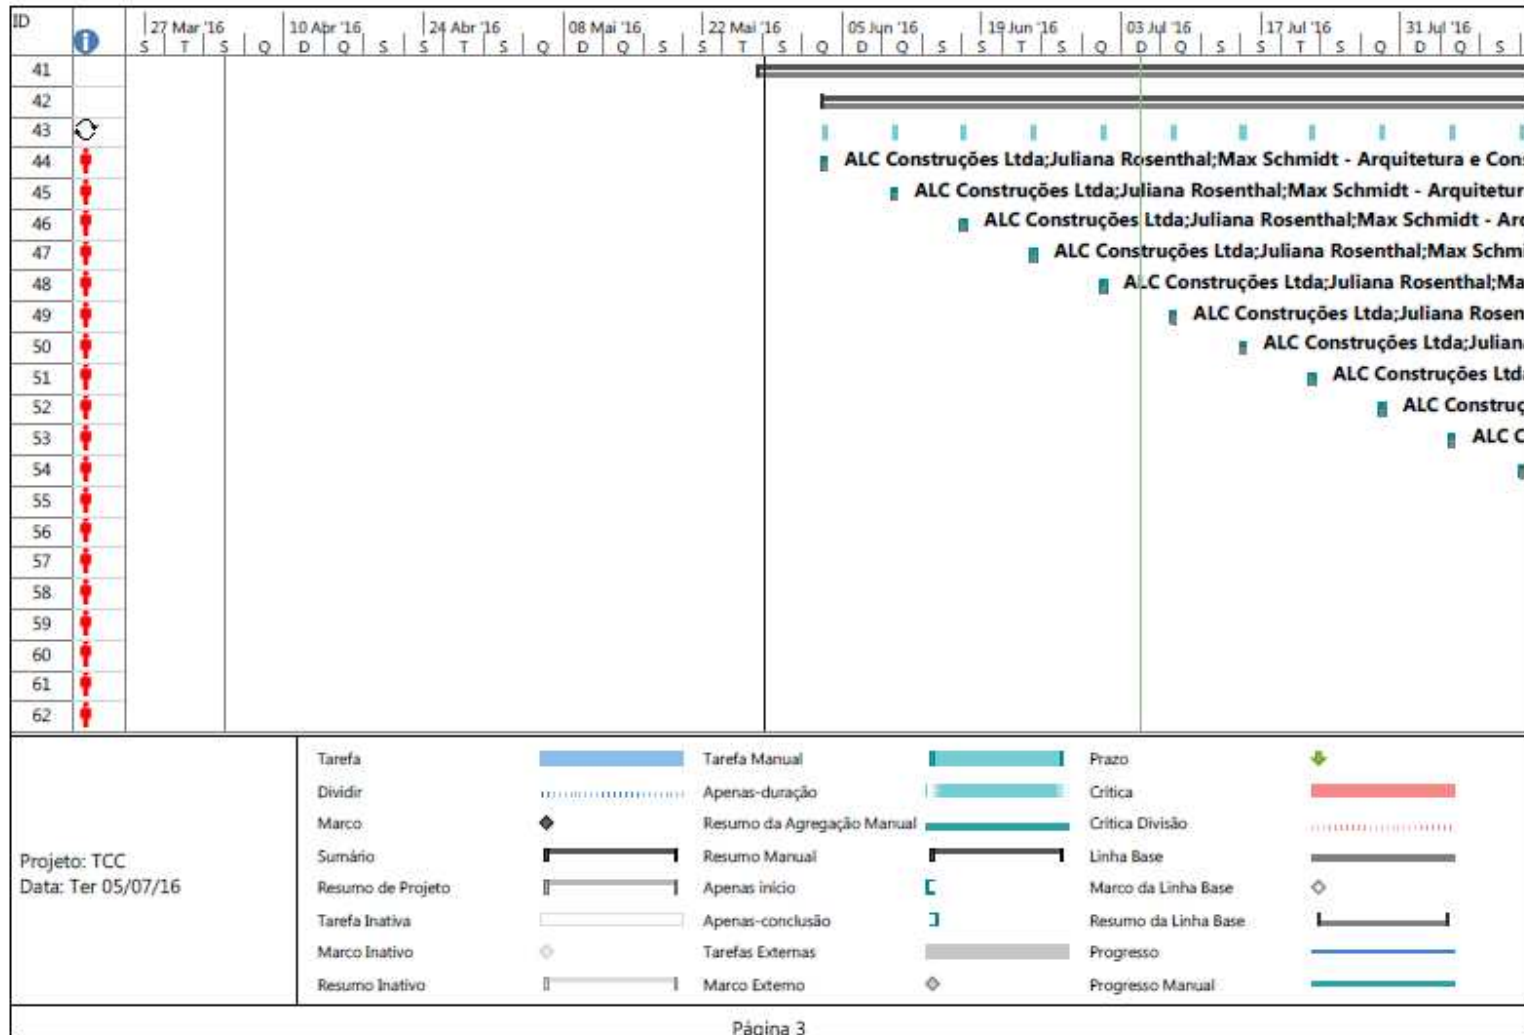 ID 27 Mar '16 10 Abr '16 24 Abr '16 08 Mai '16 22 Mai '16 05 Jun '16 19 Jun '16 03 Jul '16 17 Jul '16 31 Jul '16
S T S Q D Q S S T S Q D Q S S T S Q D Q S S T S Q D Q S S T S Q D Q S
41
42
43
44 ALC Construções Ltda;Juliana Rosenthal;Max Schmidt - Arquitetura e Cons
45 ALC Construções Ltda;Juliana Rosenthal;Max Schmidt - Arquitetur
46 ALC Construções Ltda;Juliana Rosenthal;Max Schmidt - Arq
47 ALC Construções Ltda;Juliana Rosenthal;Max Schmi
48 ALC Construções Ltda;Juliana Rosenthal;Ma
49 ALC Construções Ltda;Juliana Rosen
50 ALC Construções Ltda;Julian
51 ALC Construções Ltd
52 ALC Construç
53 ALC C
54
55
56
57
58
59
60
61
62
Tarefa Tarefa Manual Prazo
Dividir Apenas-duração Crítica
Marco Resumo da Agregação Manual Crítica Divisão
Sumário Resumo Manual Linha Base
Resumo de Projeto Apenas início Marco da Linha Base
Tarefa Inativa Apenas-conclusão Resumo da Linha Base
Marco Inativo Tarefas Externas Progresso
Resumo Inativo Marco Externo Progresso Manual
Projeto: TCC
Data: Ter 05/07/16
Página 3